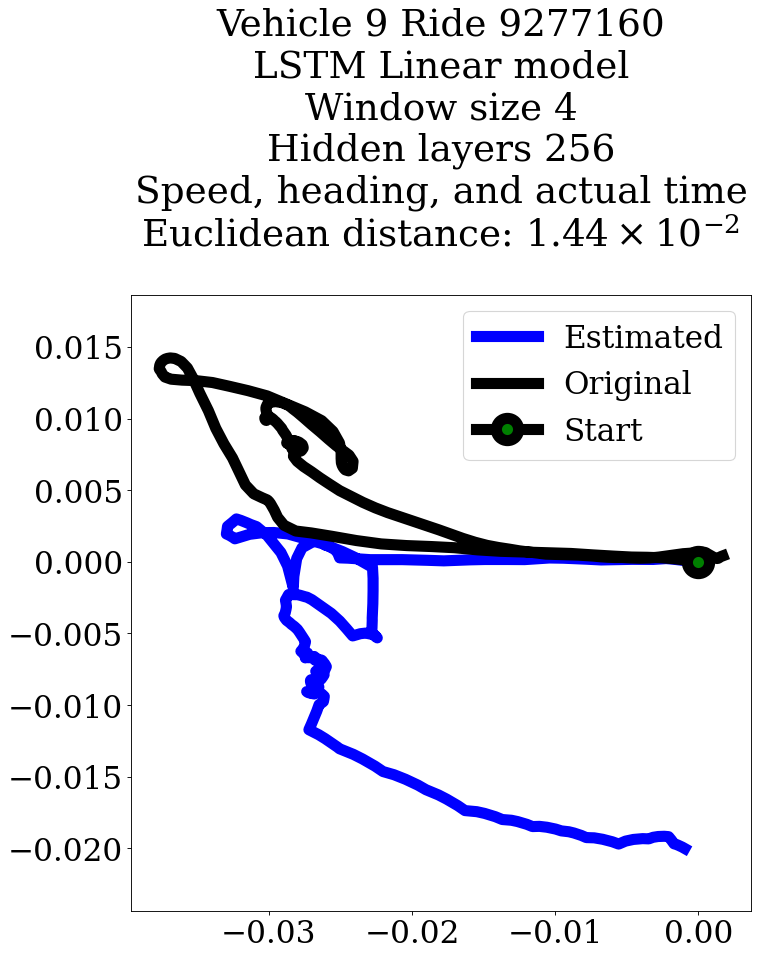 Vehicle 9 Ride 9277160
LSTM Linear model
Window size 4
Hidden layers 256
Speed, heading, and actual time
Euclidean distance: 1.44 × 10⁻²
Estimated
Original
Start
0.015
0.010
0.005
0.000
−0.005
−0.010
−0.015
−0.020
−0.03 −0.02 −0.01 0.00